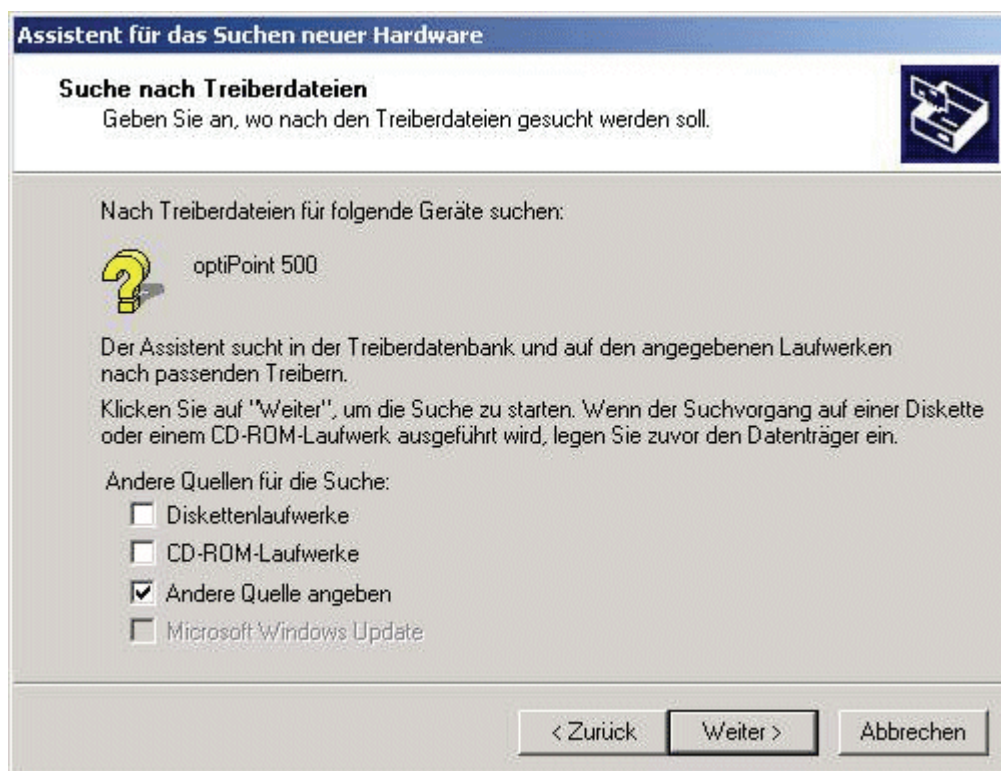 Assistent für das Suchen neuer Hardware
Suche nach Treiberdateien
Geben Sie an, wo nach den Treiberdateien gesucht werden soll.
Nach Treiberdateien für folgende Geräte suchen:
optiPoint 500
Der Assistent sucht in der Treiberdatenbank und auf den angegebenen Laufwerken
nach passenden Treibern.
Klicken Sie auf "Weiter", um die Suche zu starten. Wenn der Suchvorgang auf einer Diskette
oder einem CD-ROM-Laufwerk ausgeführt wird, legen Sie zuvor den Datenträger ein.
Andere Quellen für die Suche:
Diskettenlaufwerke
CD-ROM-Laufwerke
Andere Quelle angeben
Microsoft Windows Update
< Zurück Weiter > Abbrechen